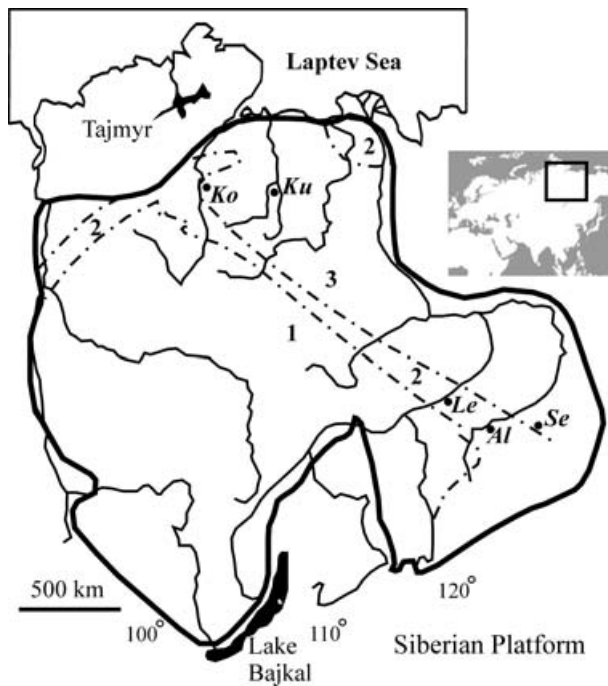 Laptev Sea
Tajmyr
2
Ko
Ku
2
3
1
2
Le
Al
Se
500 km
100°
110°
120°
Lake
Bajkal
Siberian Platform